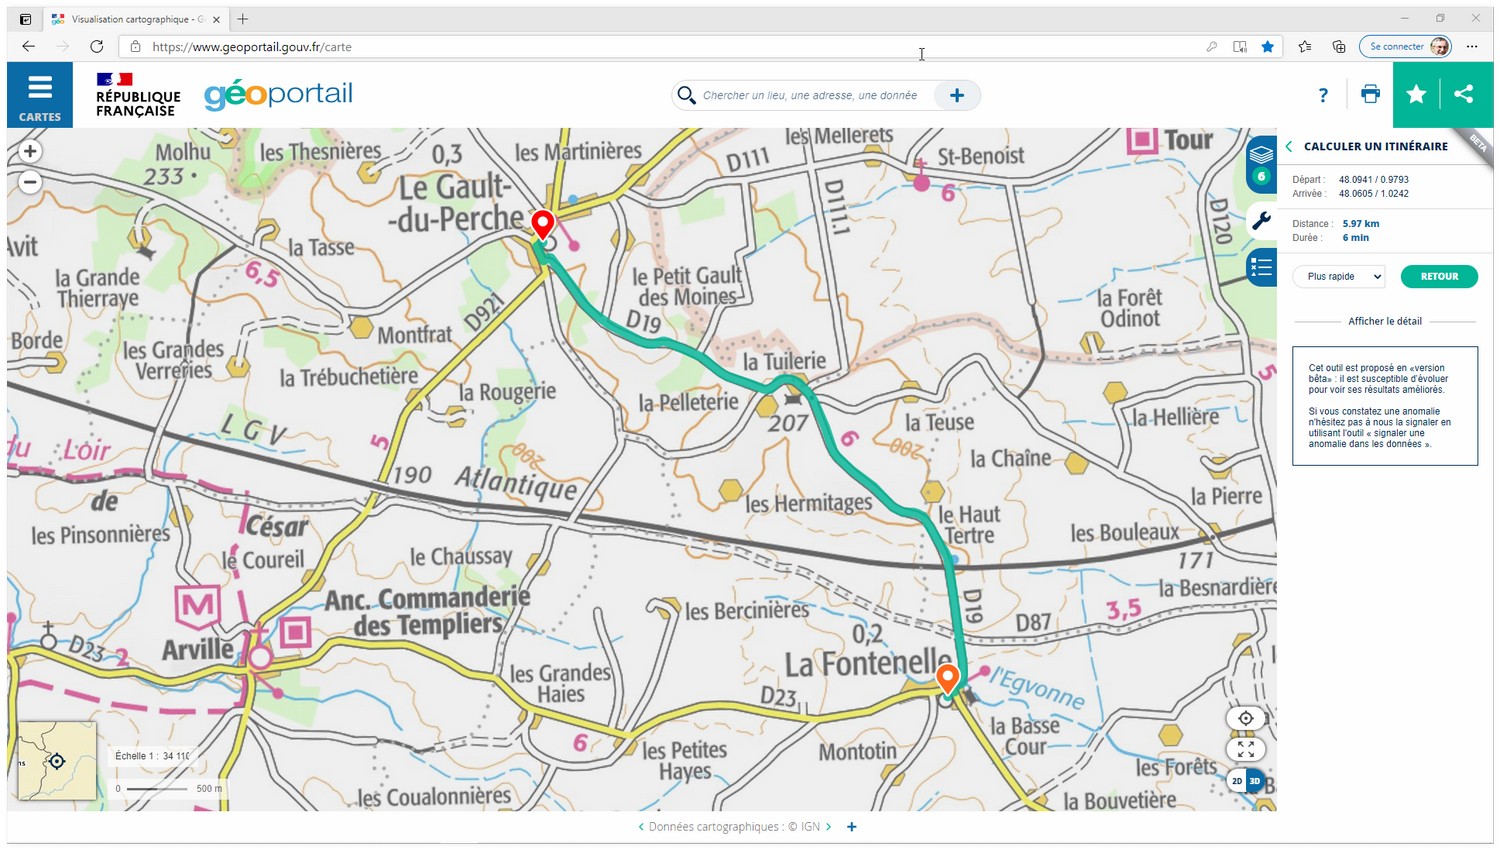 Visualisation cartographique - G
https://www.geoportail.gouv.fr/carte
Se connecter
CARTES
RÉPUBLIQUE
FRANÇAISE
géoportail
Chercher un lieu, une adresse, une donnée
?
CALCULER UN ITINÉRAIRE
BETA
Départ : 48.0941 / 0.9793
Arrivée : 48.0605 / 1.0242
Distance : 5.97 km
Durée : 6 min
Plus rapide
RETOUR
Afficher le détail
Cet outil est proposé en «version
bêta» : il est susceptible d'évoluer
pour voir ses résultats améliorés.
Si vous constatez une anomalie
n'hésitez pas à nous la signaler en
utilisant l'outil « signaler une
anomalie dans les données ».
6
Molhu
233
les Thesnières
0,3
les Martinières
les Mellerets
D111
St-Benoist
6
Tour
Le Gault-
-du-Perche
D111.1
D120
Avit
la Tasse
6,5
la Grande
Thierraye
le Petit Gault
des Moines
la Forêt
Odinot
D921
D19
Borde
Montfrat
les Grandes
Verreries
la Tuilerie
la Trébuchetière
la Rougerie
la Pelleterie
207
5
la Teuse
la Hellière
LGV
5
6
200
200
du Loir
190
Atlantique
la Chaîne
de
César
les Hermitages
la Pierre
les Pinsonnières
le Haut
Tertre
les Bouleaux
le Coureil
le Chaussay
171
la Besnardière
M
Anc. Commanderie
des Templiers
les Bercinières
D19
D87
3,5
0,2
Arville
D23
2
La Fontenelle
les Grandes
Haies
l'Egvonne
D23
la Basse
Cour
6
les Petites
Hayes
Montotin
les Forêts
les Coualonnières
la Bouvetière
Échelle 1 : 34 110
0 500 m
2D 3D
Données cartographiques : © IGN